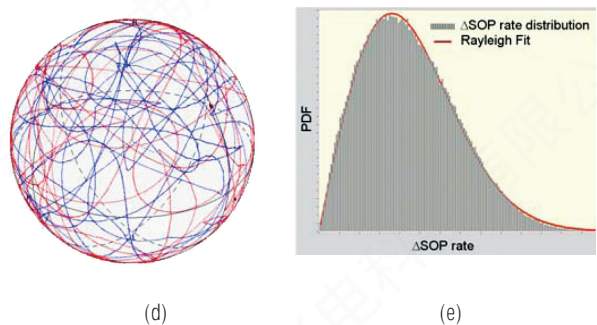 ΔSOP rate distribution
Rayleigh Fit
PDF
ΔSOP rate
(d)
(e)